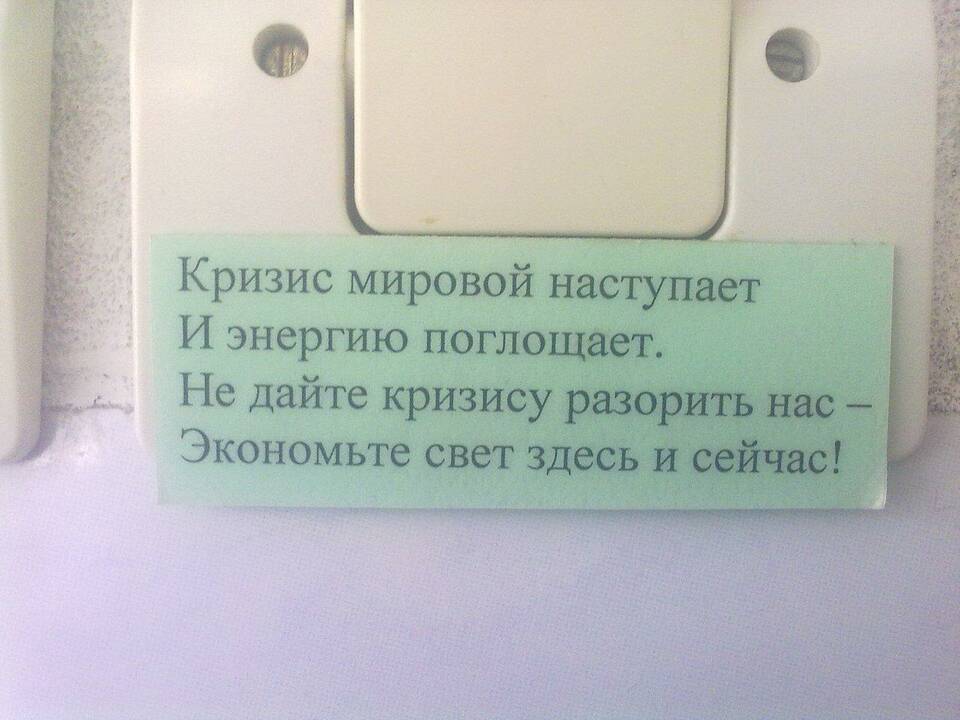 Кризис мировой наступает
И энергию поглощает.
Не дайте кризису разорить нас –
Экономьте свет здесь и сейчас!